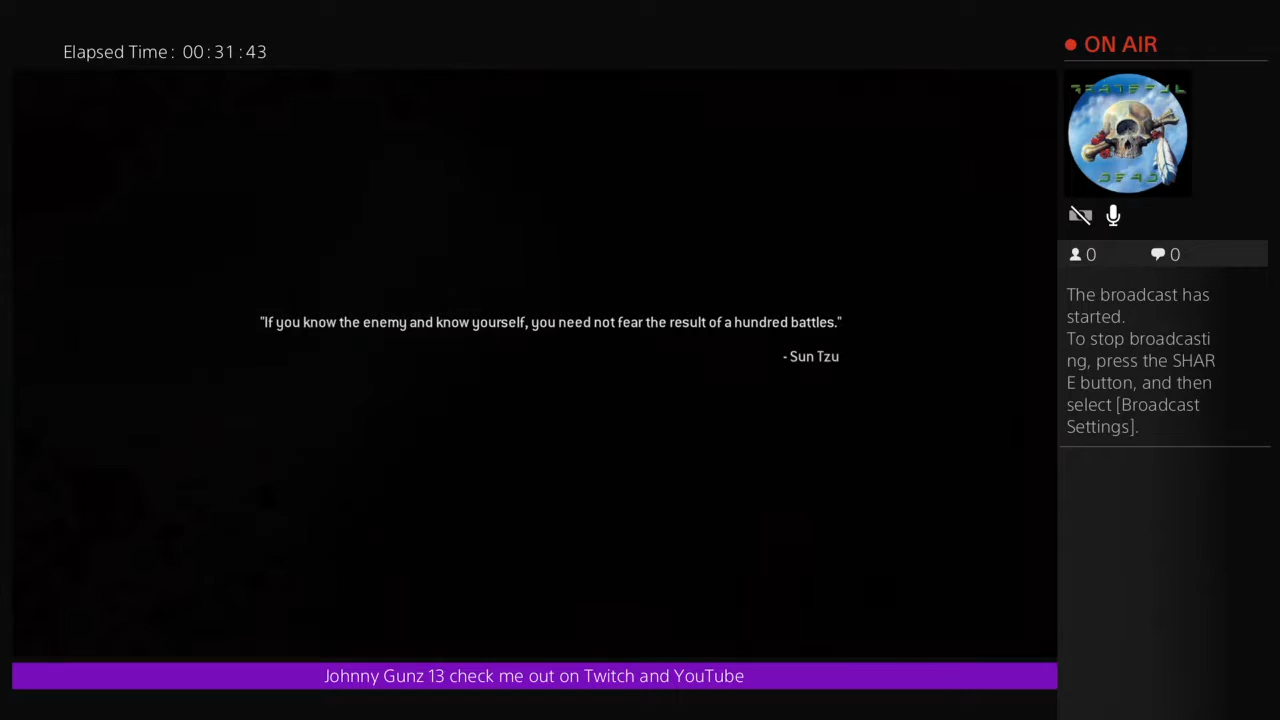 Elapsed Time: 00:31:43
ON AIR
GRATEFUL
DEAD
0 0
The broadcast has
started.
To stop broadcasti
ng, press the SHAR
E button, and then
select [Broadcast
Settings].
"If you know the enemy and know yourself, you need not fear the result of a hundred battles."
- Sun Tzu
Johnny Gunz 13 check me out on Twitch and YouTube